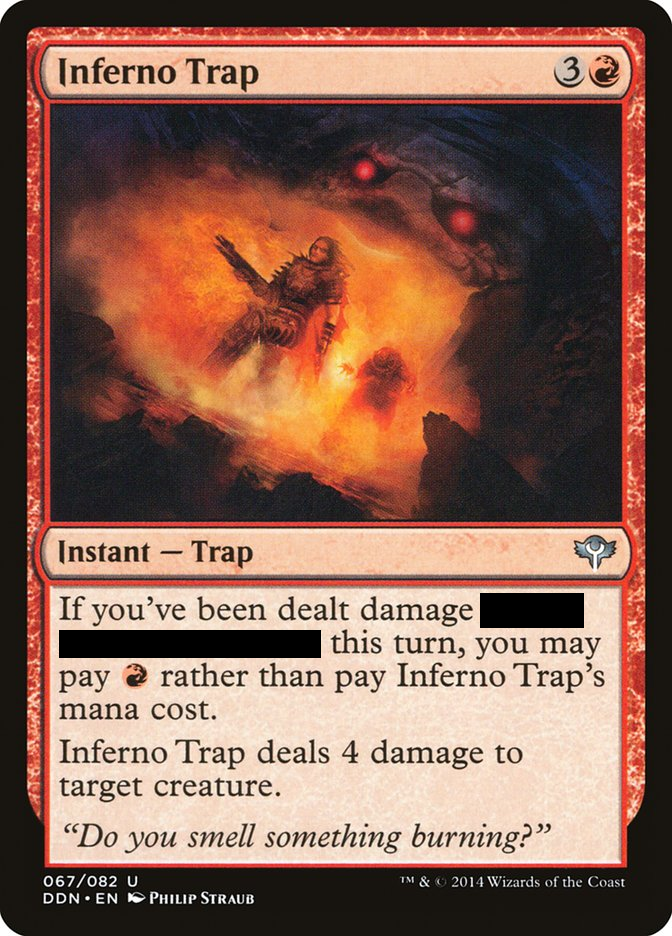 Inferno Trap
3
Instant — Trap
If you've been dealt damage
this turn, you may
pay rather than pay Inferno Trap's
mana cost.
Inferno Trap deals 4 damage to
target creature.
"Do you smell something burning?"
067/082 U
DDN • EN Philip Straub
™ & © 2014 Wizards of the Coast